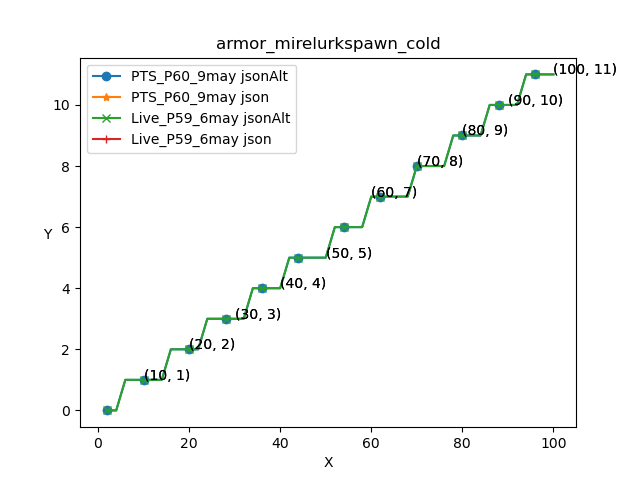 armor_mirelurkspawn_cold
PTS_P60_9may jsonAlt
PTS_P60_9may json
Live_P59_6may jsonAlt
Live_P59_6may json
(100, 11)
(90, 10)
(80, 9)
(70, 8)
(60, 7)
(50, 5)
(40, 4)
(30, 3)
(20, 2)
(10, 1)
Y
10
8
6
4
2
0
0 20 40 60 80 100
X